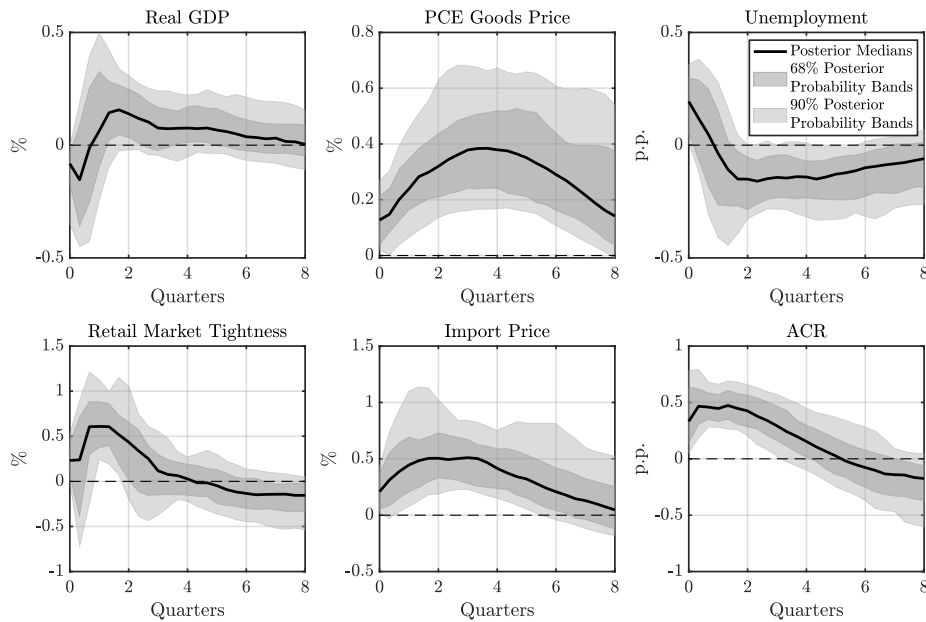 Real GDP
0.5
0
-0.5
%
0 2 4 6 8
Quarters
PCE Goods Price
0.8
0.6
0.4
0.2
0
%
0 2 4 6 8
Quarters
Unemployment
0.5
0
-0.5
p.p.
0 2 4 6 8
Quarters
Posterior Medians
68% Posterior
Probability Bands
90% Posterior
Probability Bands
Retail Market Tightness
1.5
1
0.5
0
-0.5
-1
%
0 2 4 6 8
Quarters
Import Price
1.5
1
0.5
0
-0.5
%
0 2 4 6 8
Quarters
ACR
1
0.5
0
-0.5
-1
p.p.
0 2 4 6 8
Quarters